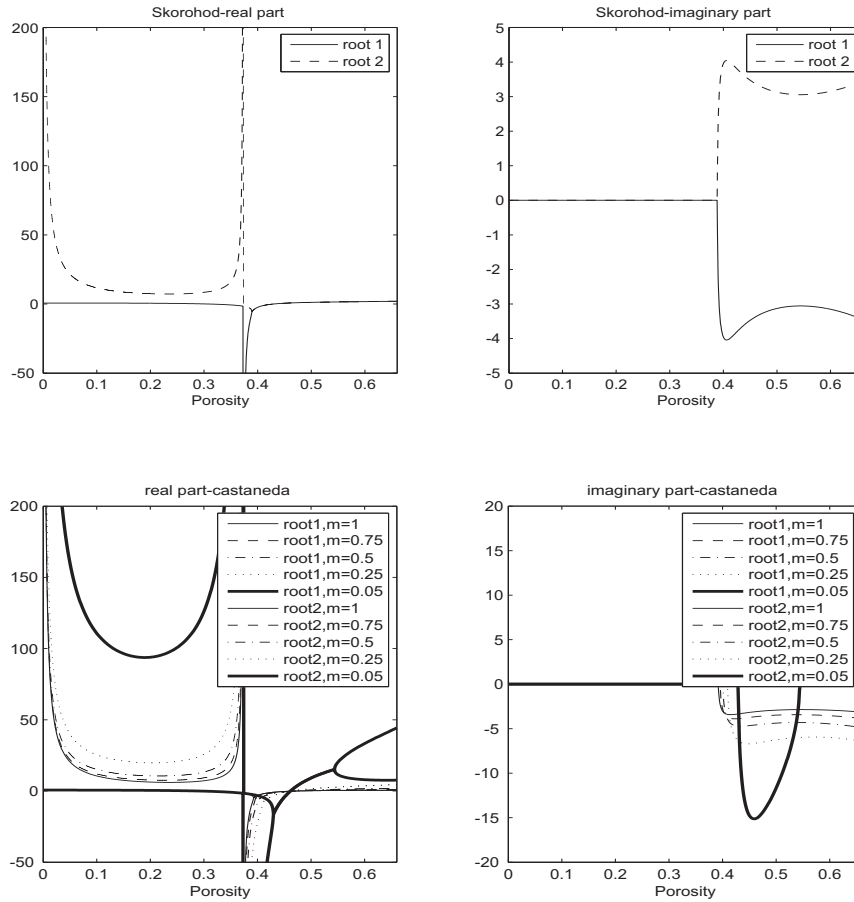 Skorohod-real part
root 1
root 2
200
150
100
50
0
-50
0 0.1 0.2 0.3 0.4 0.5 0.6
Porosity
Skorohod-imaginary part
root 1
root 2
5
4
3
2
1
0
-1
-2
-3
-4
-5
0 0.1 0.2 0.3 0.4 0.5 0.6
Porosity
real part-castaneda
root1,m=1
root1,m=0.75
root1,m=0.5
root1,m=0.25
root1,m=0.05
root2,m=1
root2,m=0.75
root2,m=0.5
root2,m=0.25
root2,m=0.05
200
150
100
50
0
-50
0 0.1 0.2 0.3 0.4 0.5 0.6
Porosity
imaginary part-castaneda
root1,m=1
root1,m=0.75
root1,m=0.5
root1,m=0.25
root1,m=0.05
root2,m=1
root2,m=0.75
root2,m=0.5
root2,m=0.25
root2,m=0.05
20
15
10
5
0
-5
-10
-15
-20
0 0.1 0.2 0.3 0.4 0.5 0.6
Porosity